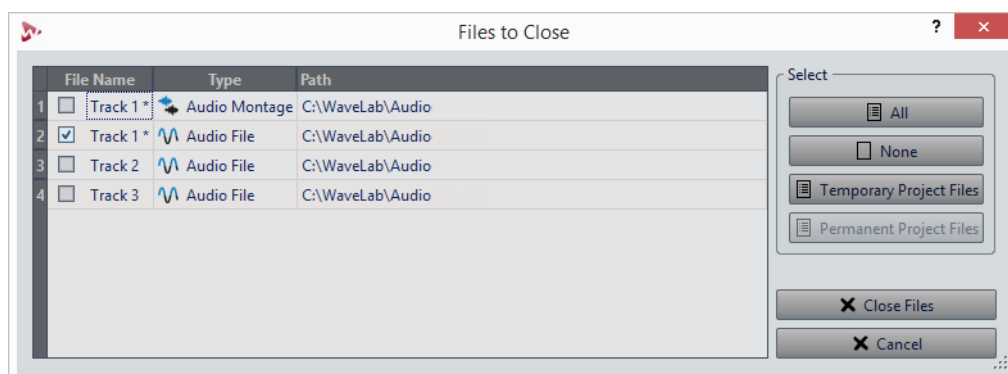 Files to Close
?
File Name Type Path
1 Track 1 * Audio Montage C:\WaveLab\Audio
2 Track 1 * Audio File C:\WaveLab\Audio
3 Track 2 Audio File C:\WaveLab\Audio
4 Track 3 Audio File C:\WaveLab\Audio
Select
All
None
Temporary Project Files
Permanent Project Files
Close Files
Cancel